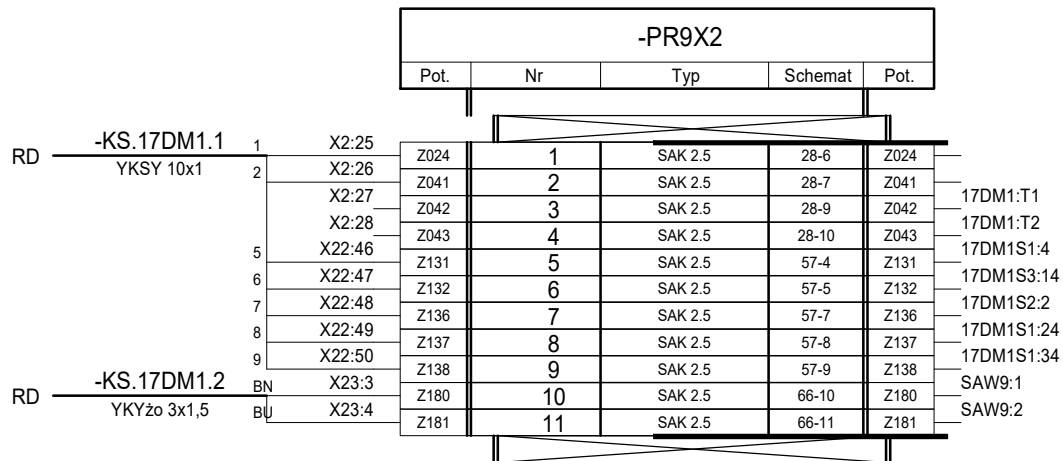 -PR9X2
Pot. Nr Typ Schemat Pot.
-KS.17DM1.1 1 X2:25
RD
YKSY 10x1
Z024 1 SAK 2.5 28-6 Z024
2 X2:26
Z041 2 SAK 2.5 28-7 Z041
X2:27 17DM1:T1
Z042 3 SAK 2.5 28-9 Z042
X2:28 17DM1:T2
Z043 4 SAK 2.5 28-10 Z043
5 X22:46 17DM1S1:4
Z131 5 SAK 2.5 57-4 Z131
6 X22:47 17DM1S3:14
Z132 6 SAK 2.5 57-5 Z132
7 X22:48 17DM1S2:2
Z136 7 SAK 2.5 57-7 Z136
8 X22:49 17DM1S1:24
Z137 8 SAK 2.5 57-8 Z137
9 X22:50 17DM1S1:34
Z138 9 SAK 2.5 57-9 Z138
-KS.17DM1.2 BN X23:3 SAW9:1
RD
Z180 10 SAK 2.5 66-10 Z180
YKYżo 3x1,5 BU X23:4 SAW9:2
Z181 11 SAK 2.5 66-11 Z181